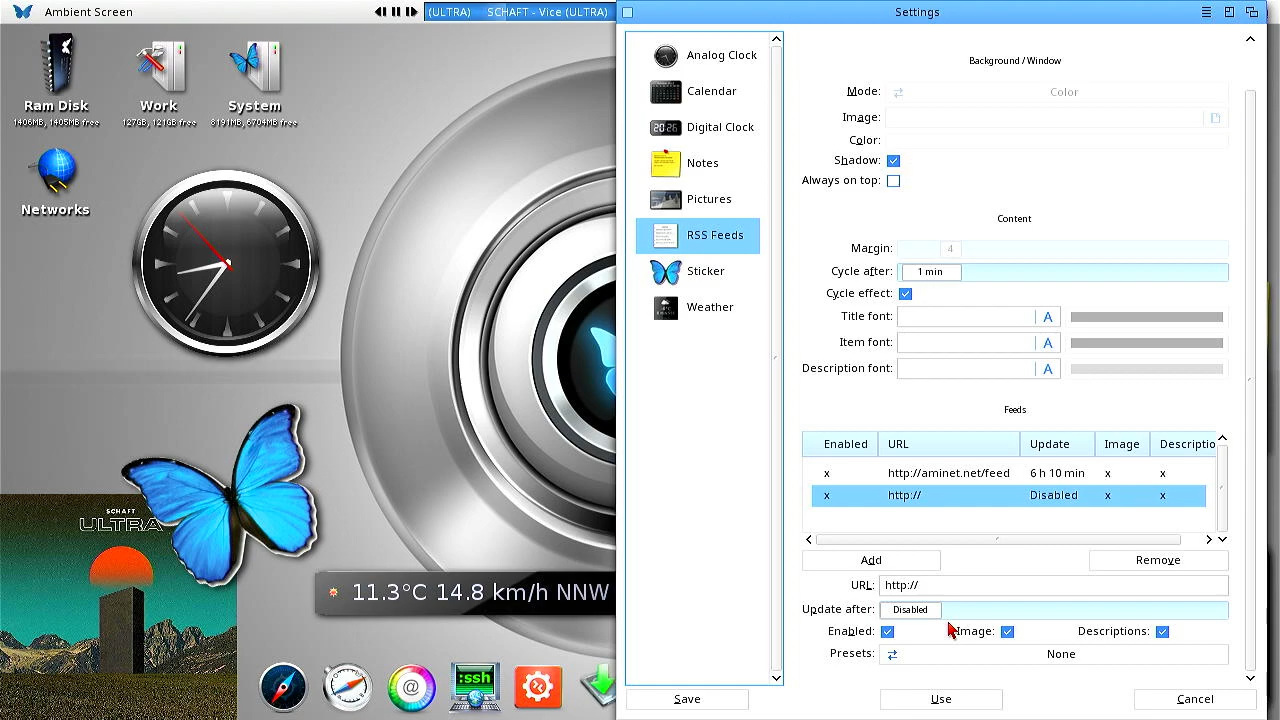 Ambient Screen
(ULTRA) SCHAFT - Vice (ULTRA)
Settings
Ram Disk
1406MB, 1405MB free
Work
127GB, 121GB free
System
8191MB, 6704MB free
Networks
SCHAFT
ULTRA
11.3°C 14.8 km/h NNW
:ssh
@
Analog Clock
Calendar
20:26
Digital Clock
Notes
Pictures
RSS Feeds
Sticker
Weather
Background / Window
Mode: Color
Image:
Color:
Shadow:
Always on top:
Content
Margin: 4
Cycle after: 1 min
Cycle effect:
Title font: A
Item font: A
Description font: A
Feeds
Enabled URL Update Image Descriptio
x http://aminet.net/feed 6 h 10 min x x
x http:// Disabled x x
Add Remove
URL: http://
Update after: Disabled
Enabled: Image: Descriptions:
Presets: None
Save Use Cancel